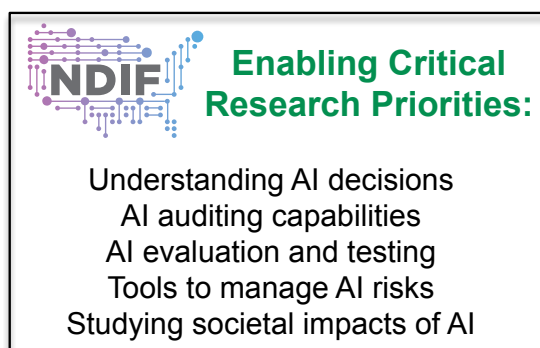 NDIF
Enabling Critical
Research Priorities:
Understanding AI decisions
AI auditing capabilities
AI evaluation and testing
Tools to manage AI risks
Studying societal impacts of AI